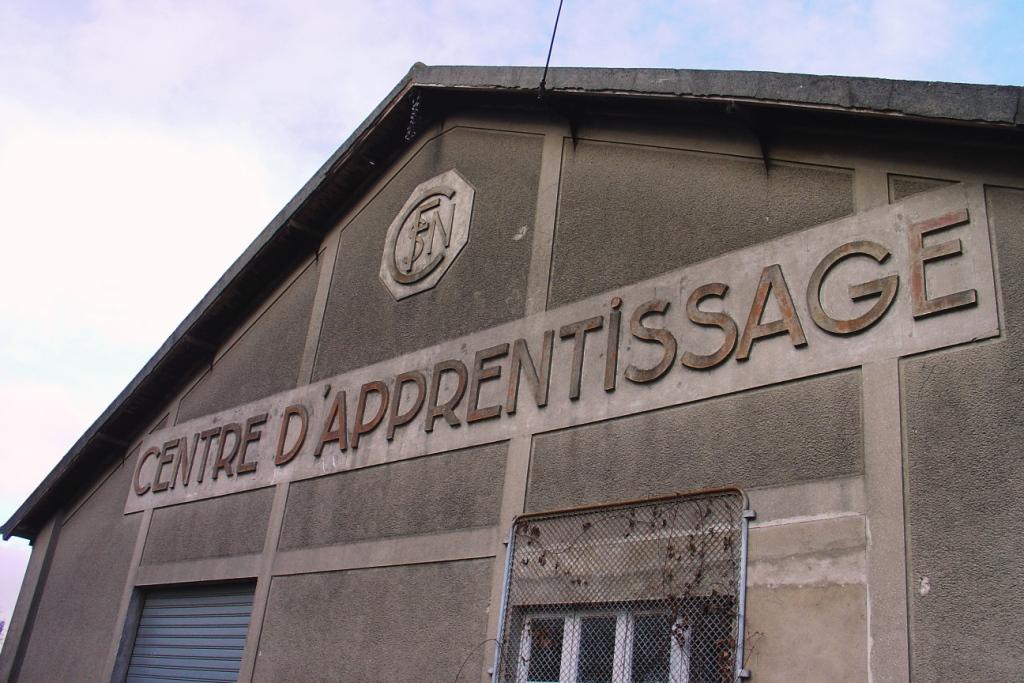 SNCF
CENTRE D'APPRENTiSSAGE